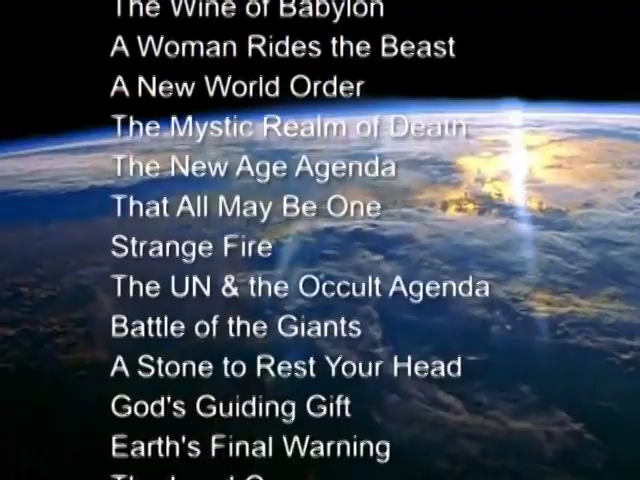 The Wine of Babylon
A Woman Rides the Beast
A New World Order
The Mystic Realm of Death
The New Age Agenda
That All May Be One
Strange Fire
The UN & the Occult Agenda
Battle of the Giants
A Stone to Rest Your Head
God's Guiding Gift
Earth's Final Warning